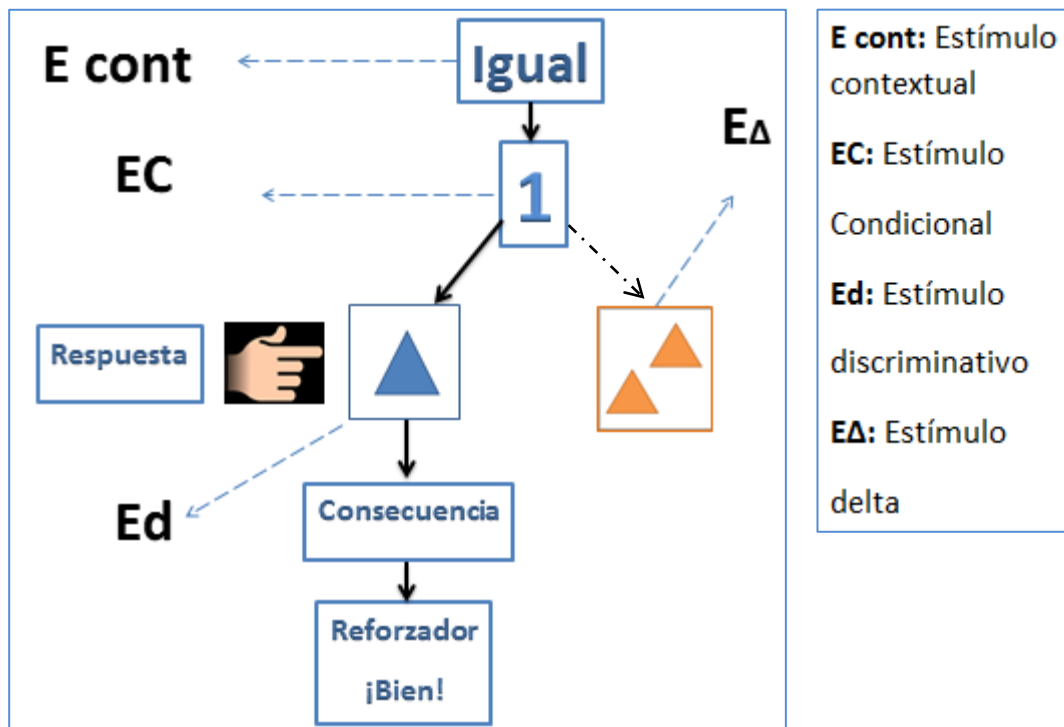 E cont
Igual
EΔ
EC
1
Respuesta
Ed
Consecuencia
Reforzador
¡Bien!
E cont: Estímulo
contextual
EC: Estímulo
Condicional
Ed: Estímulo
discriminativo
EΔ: Estímulo
delta